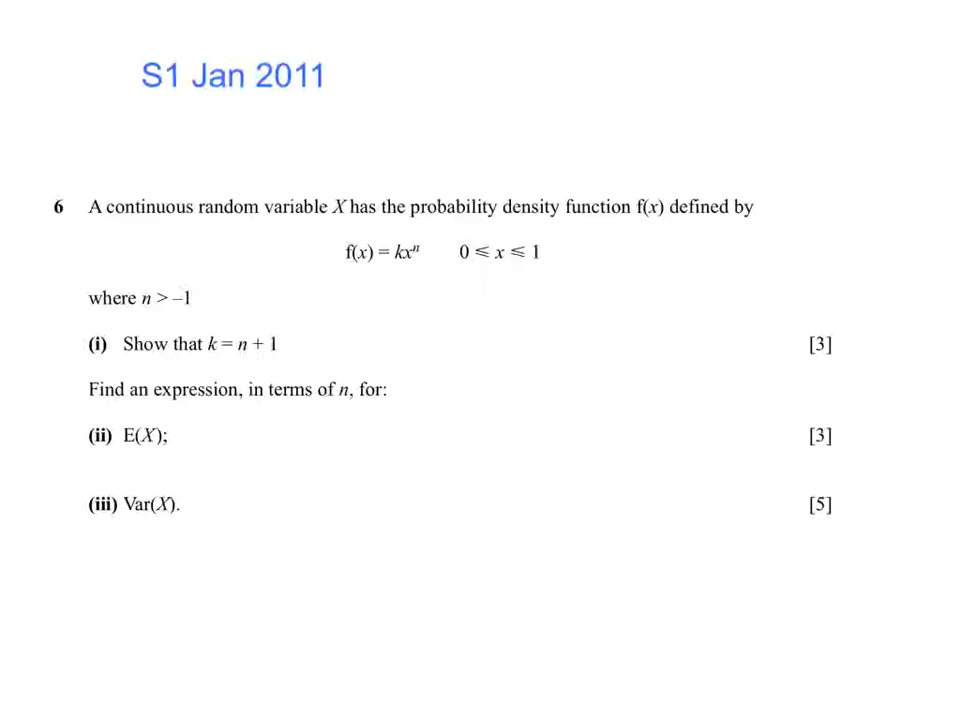 S1 Jan 2011
6 A continuous random variable X has the probability density function f(x) defined by
f(x) = kxⁿ 0 ⩽ x ⩽ 1
where n > –1
(i) Show that k = n + 1 [3]
Find an expression, in terms of n, for:
(ii) E(X); [3]
(iii) Var(X). [5]